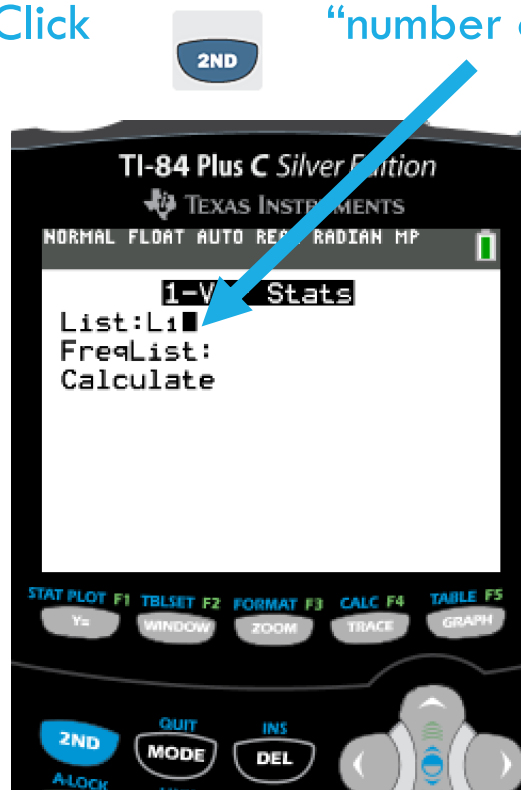 Click “number
2ND
TI-84 Plus C Silver Edition
TEXAS INSTRUMENTS
NORMAL FLOAT AUTO REAL RADIAN MP
1-Var Stats
List:L₁
FreqList:
Calculate
STAT PLOT F1 TBLSET F2 FORMAT F3 CALC F4 TABLE F5
Y= WINDOW ZOOM TRACE GRAPH
QUIT INS
2ND MODE DEL
A-LOCK